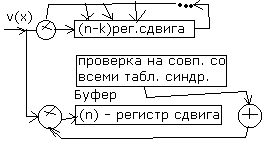 v(x)
(n-k)рег.сдвига
проверка на совп. со
всеми табл. синдр.
Буфер
(n) - регистр сдвига